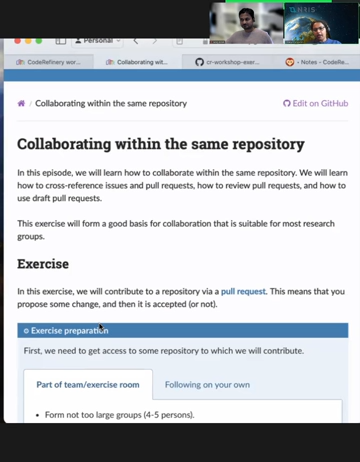 Personal
CodeRefinery wor...
Collaborating wit...
cr-workshop-exer...
- Notes - CodeRe...
/ Collaborating within the same repository
Edit on GitHub
Collaborating within the same repository
In this episode, we will learn how to collaborate within the same repository. We will learn
how to cross-reference issues and pull requests, how to review pull requests, and how to
use draft pull requests.
This exercise will form a good basis for collaboration that is suitable for most research
groups.
Exercise
In this exercise, we will contribute to a repository via a pull request. This means that you
propose some change, and then it is accepted (or not).
Exercise preparation
First, we need to get access to some repository to which we will contribute.
Part of team/exercise room
Following on your own
• Form not too large groups (4-5 persons).